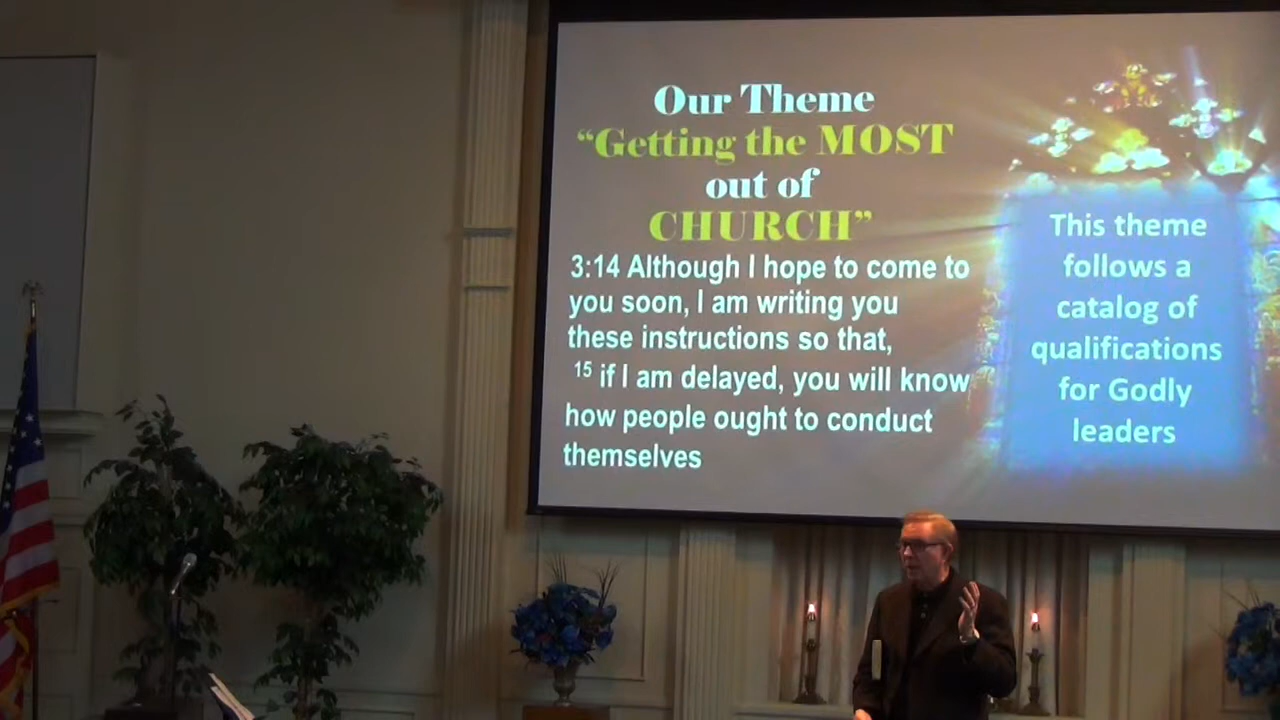 Our Theme
“Getting the MOST
out of
CHURCH”
3:14 Although I hope to come to
you soon, I am writing you
these instructions so that,
15 if I am delayed, you will know
how people ought to conduct
themselves
This theme
follows a
catalog of
qualifications
for Godly
leaders